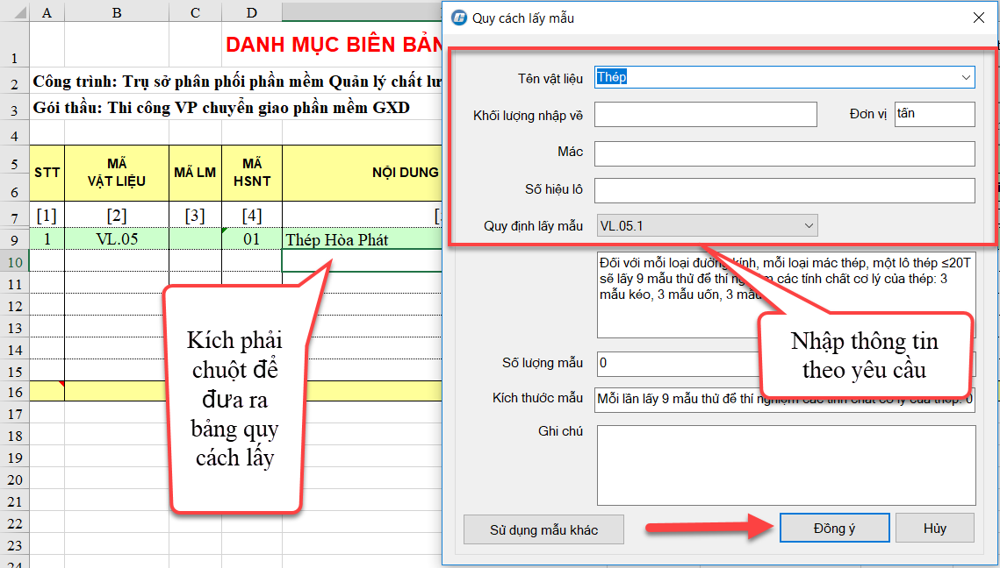 A B C D
Quy cách lấy mẫu
1 DANH MỤC BIÊN BẢN
2 Công trình: Trụ sở phân phối phần mềm Quản lý chất lư
3 Gói thầu: Thi công VP chuyển giao phần mềm GXD
4
5
6
STT
MÃ
VẬT LIỆU
MÃ LM
MÃ
HSNT
NỘI DUNG
7 [1] [2] [3] [4] [
9 1 VL.05 01 Thép Hòa Phát
10
11
12
13
14
15
16
17
18
19
20
21
22
23
24
Kích phải
chuột để
đưa ra
bảng quy
cách lấy
Tên vật liệu Thép
Khối lượng nhập về Đơn vị tấn
Mác
Số hiệu lô
Quy định lấy mẫu VL.05.1
Đối với mỗi loại đường kính, mỗi loại mác thép, một lô thép ≤20T
sẽ lấy 9 mẫu thử để thí nghiệm các tính chất cơ lý của thép: 3
mẫu kéo, 3 mẫu uốn, 3 mẫu
Nhập thông tin
theo yêu cầu
Số lượng mẫu 0
Kích thước mẫu Mỗi lần lấy 9 mẫu thử để thí nghiệm các tính chất cơ lý của thép: 0
Ghi chú
Sử dụng mẫu khác Đồng ý Hủy